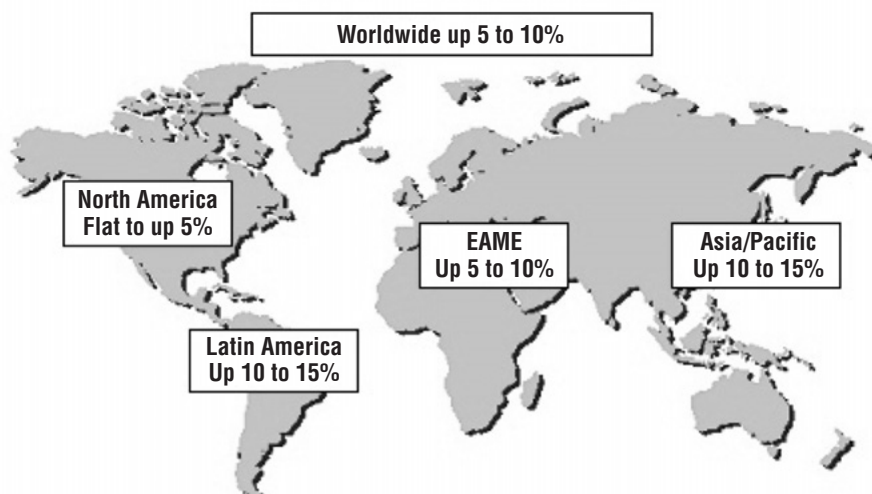 Worldwide up 5 to 10%
North America
Flat to up 5%
EAME
Up 5 to 10%
Asia/Pacific
Up 10 to 15%
Latin America
Up 10 to 15%